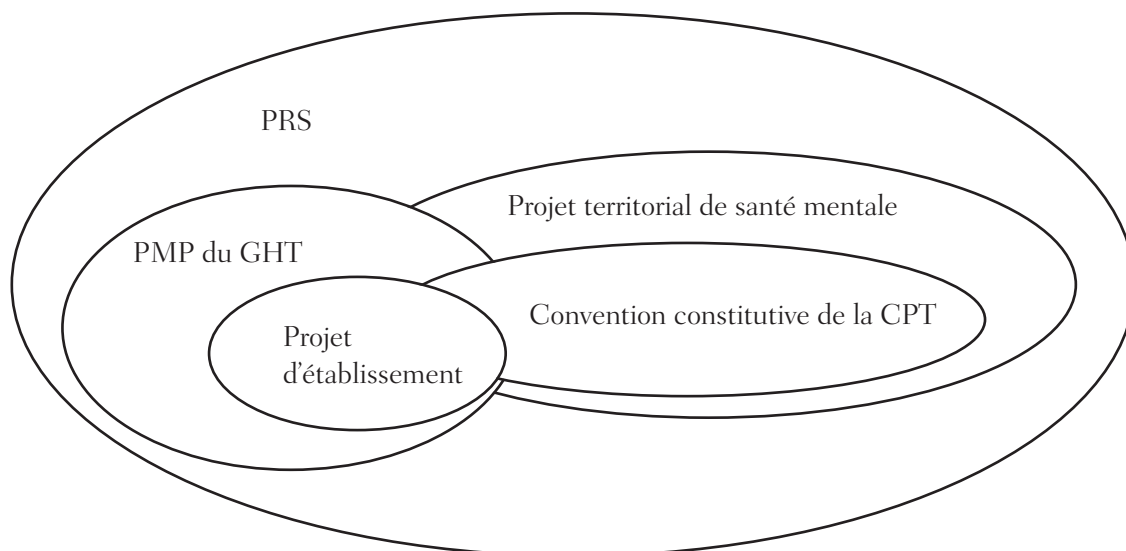 PRS
Projet territorial de santé mentale
PMP du GHT
Convention constitutive de la CPT
Projet
d'établissement